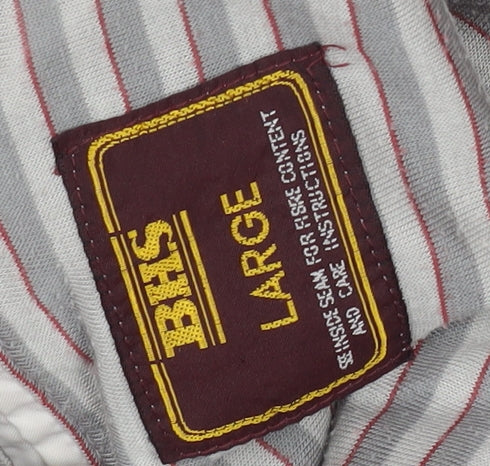 BHS
LARGE
SEE INSIDE SEAM FOR FIBRE CONTENT
AND CARE INSTRUCTIONS